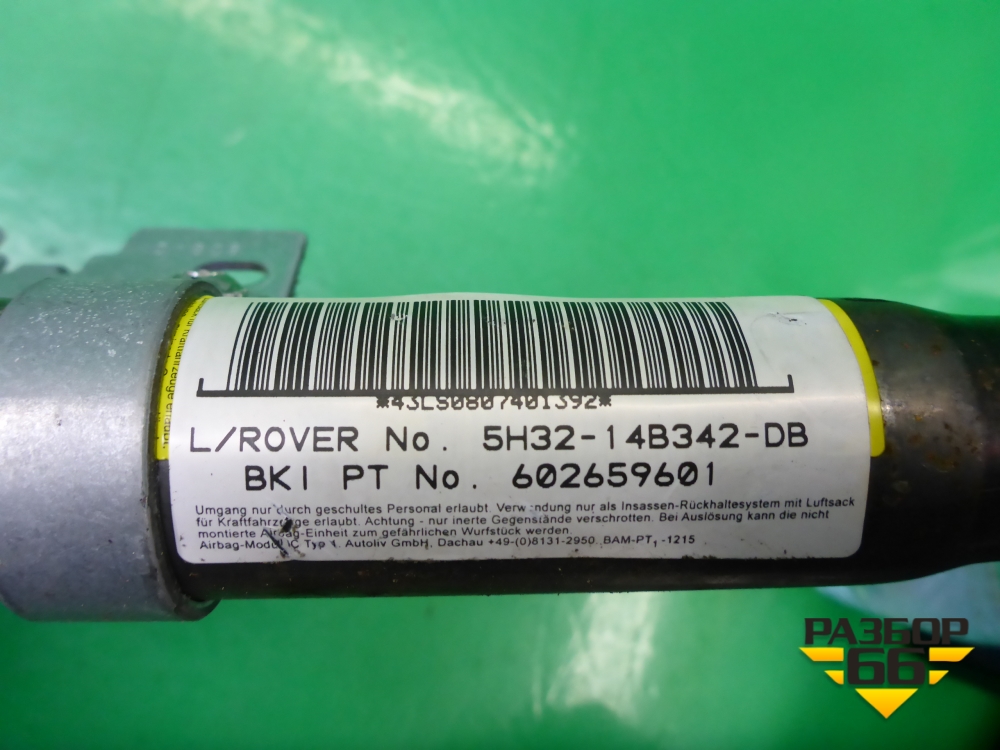 *43LS0807401392*
L/ROVER No. 5H32-14B342-DB
BKI PT No. 602659601
Umgang nur durch geschultes Personal erlaubt. Verwendung nur als Insassen-Rückhaltesystem mit Luftsack
für Kraftfahrzeuge erlaubt. Achtung - nur inerte Gegenstände verschrotten. Bei Auslösung kann die nicht
montierte Airbag-Einheit zum gefährlichen Wurfstück werden.
Airbag-Modul IC Typ 1. Autoliv GmbH, Dachau +49-(0)8131-2950. BAM-PT₁ -1215
РАЗБОР
66